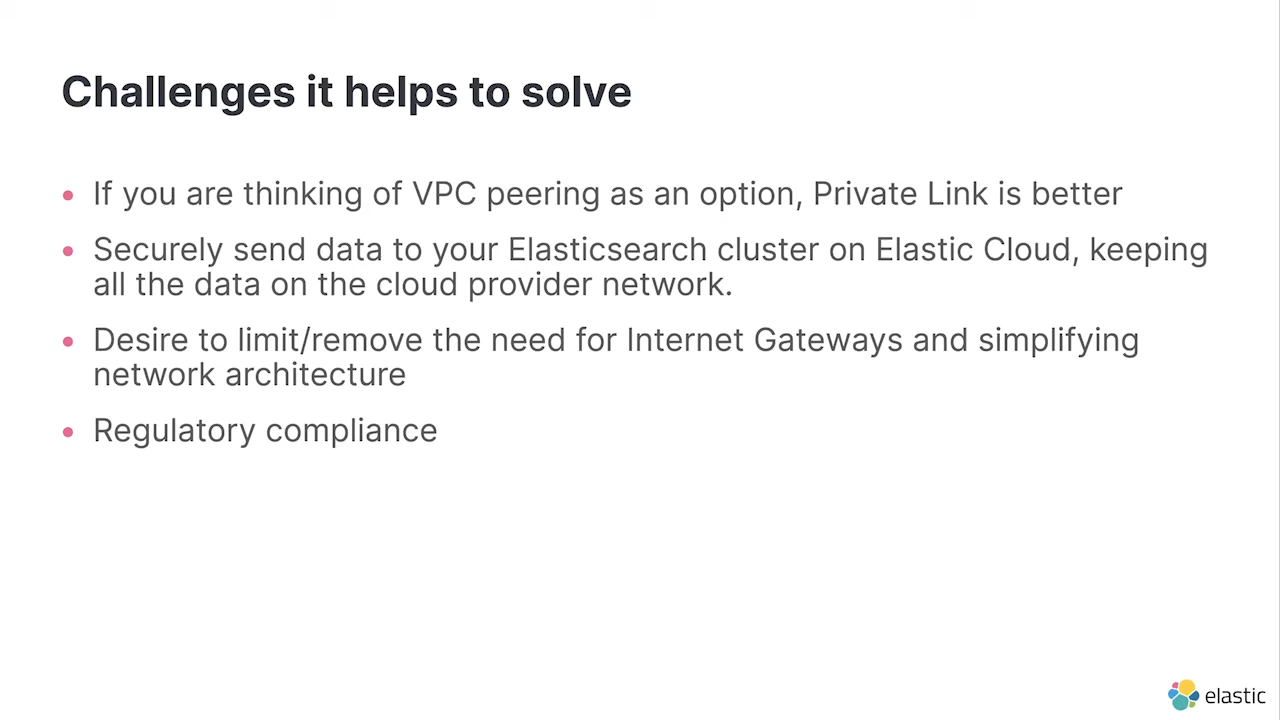 Challenges it helps to solve
• If you are thinking of VPC peering as an option, Private Link is better
• Securely send data to your Elasticsearch cluster on Elastic Cloud, keeping
all the data on the cloud provider network.
• Desire to limit/remove the need for Internet Gateways and simplifying
network architecture
• Regulatory compliance
elastic